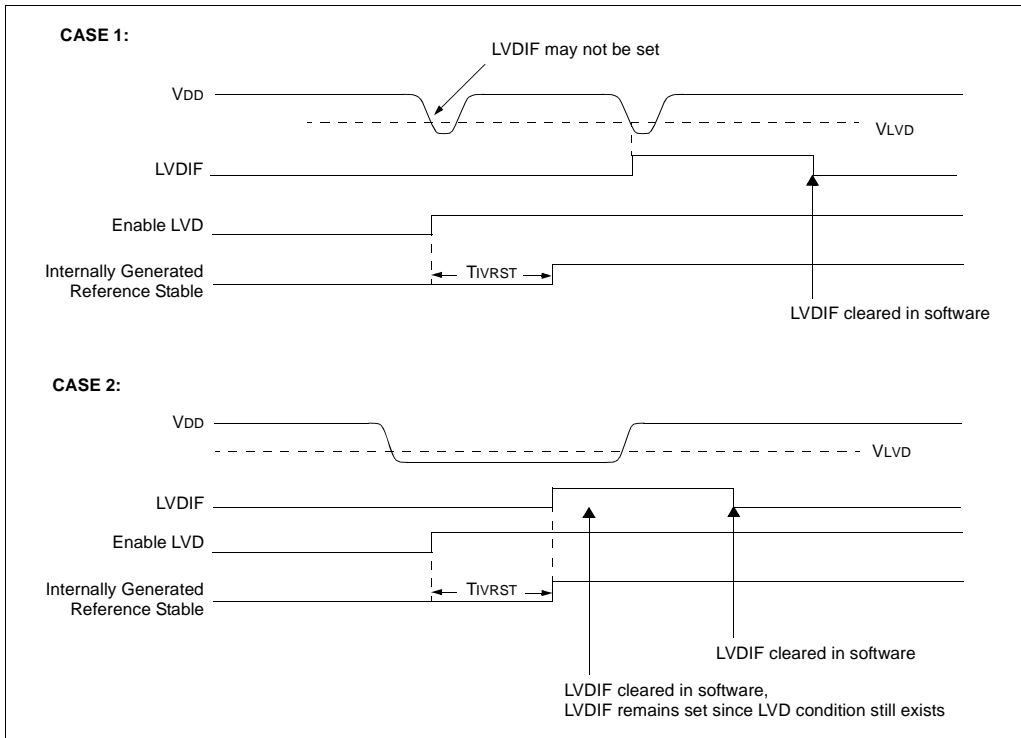 CASE 1:
LVDIF may not be set
VDD
VLVD
LVDIF
Enable LVD
TIVRST
Internally Generated
Reference Stable
LVDIF cleared in software
CASE 2:
VDD
VLVD
LVDIF
Enable LVD
TIVRST
Internally Generated
Reference Stable
LVDIF cleared in software
LVDIF cleared in software,
LVDIF remains set since LVD condition still exists